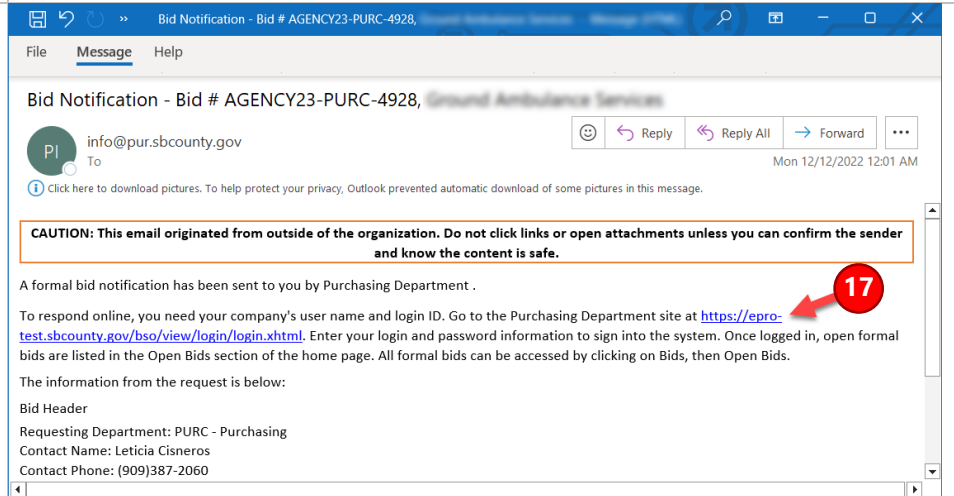 Bid Notification - Bid # AGENCY23-PURC-4928,
File Message Help
Bid Notification - Bid # AGENCY23-PURC-4928, Ground Ambulance Services
PI
info@pur.sbcounty.gov
To
Reply Reply All Forward
Mon 12/12/2022 12:01 AM
Click here to download pictures. To help protect your privacy, Outlook prevented automatic download of some pictures in this message.
CAUTION: This email originated from outside of the organization. Do not click links or open attachments unless you can confirm the sender
and know the content is safe.
A formal bid notification has been sent to you by Purchasing Department .
17
To respond online, you need your company's user name and login ID. Go to the Purchasing Department site at https://epro-
test.sbcounty.gov/bso/view/login/login.xhtml. Enter your login and password information to sign into the system. Once logged in, open formal
bids are listed in the Open Bids section of the home page. All formal bids can be accessed by clicking on Bids, then Open Bids.
The information from the request is below:
Bid Header
Requesting Department: PURC - Purchasing
Contact Name: Leticia Cisneros
Contact Phone: (909)387-2060